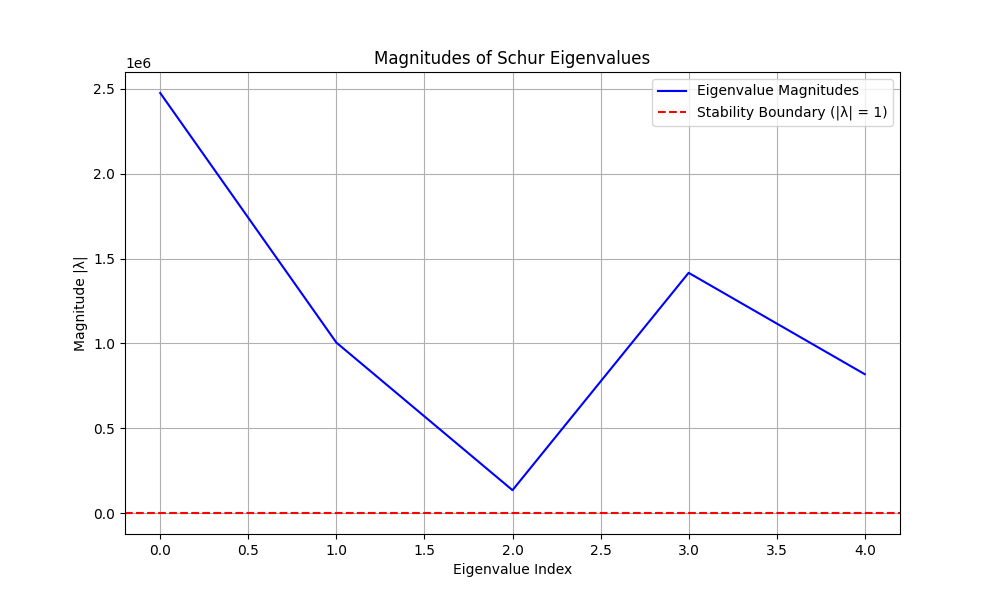 Magnitudes of Schur Eigenvalues
1e6
Eigenvalue Magnitudes
Stability Boundary (|λ| = 1)
2.5
2.0
1.5
1.0
0.5
0.0
Magnitude |λ|
0.0 0.5 1.0 1.5 2.0 2.5 3.0 3.5 4.0
Eigenvalue Index